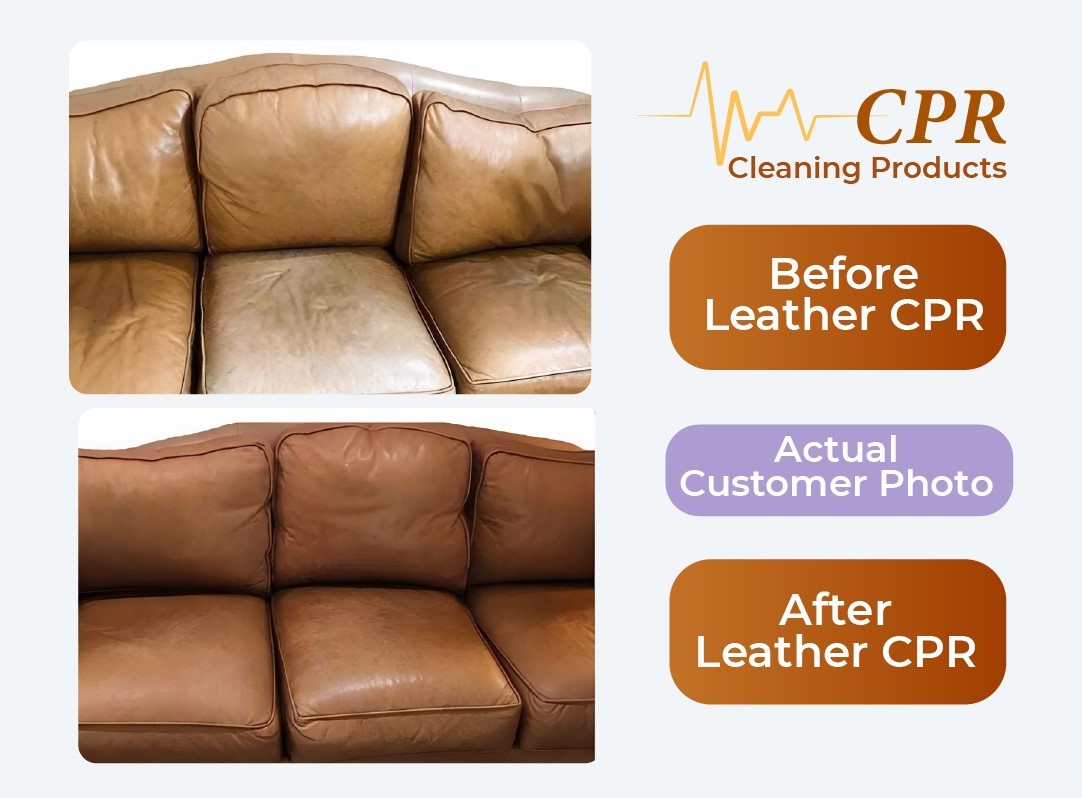 CPR
Cleaning Products
Before
Leather CPR
Actual
Customer Photo
After
Leather CPR